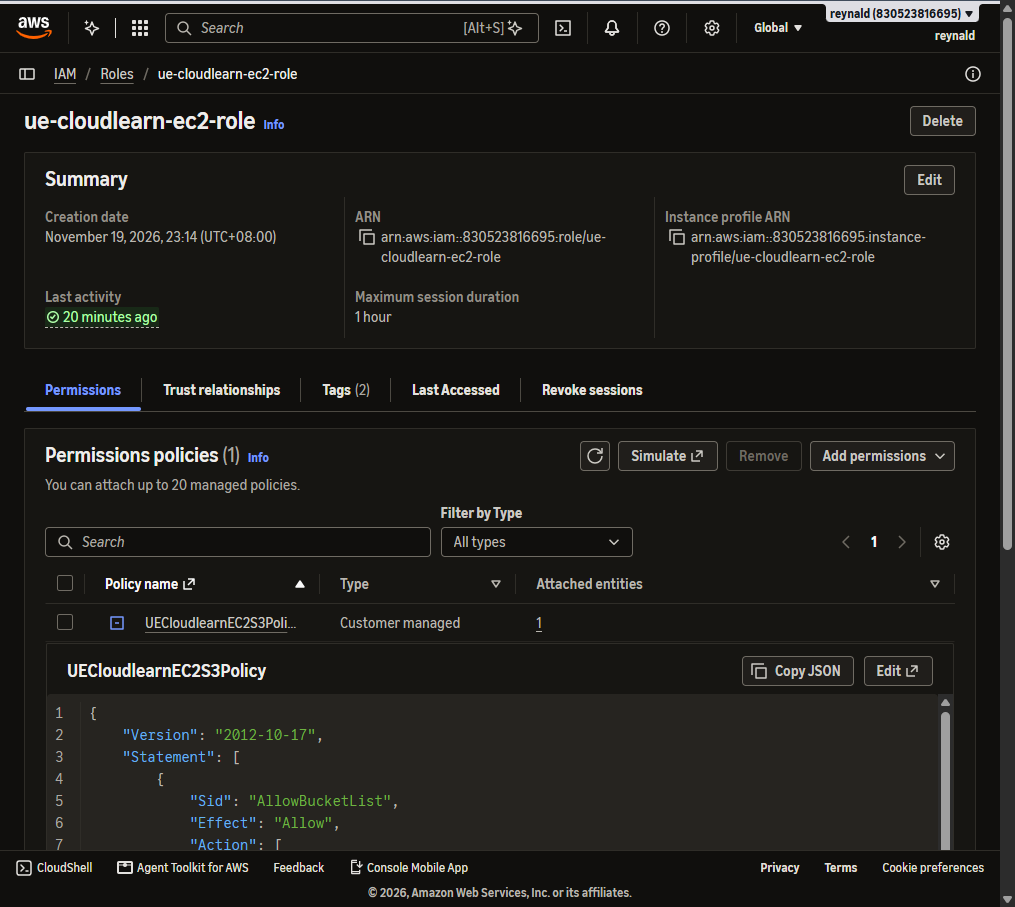 aws
Search [Alt+S]
Global
reynald (830523816695)
reynald
IAM / Roles / ue-cloudlearn-ec2-role
ue-cloudlearn-ec2-role Info
Delete
Summary
Edit
Creation date
November 19, 2026, 23:14 (UTC+08:00)
ARN
arn:aws:iam::830523816695:role/ue-
cloudlearn-ec2-role
Instance profile ARN
arn:aws:iam::830523816695:instance-
profile/ue-cloudlearn-ec2-role
Last activity
20 minutes ago
Maximum session duration
1 hour
Permissions Trust relationships Tags (2) Last Accessed Revoke sessions
Permissions policies (1) Info
Simulate Remove Add permissions
You can attach up to 20 managed policies.
Filter by Type
Search All types 1
Policy name Type Attached entities
UECloudlearnEC2S3Poli... Customer managed 1
UECloudlearnEC2S3Policy
Copy JSON Edit
1 {
2 "Version": "2012-10-17",
3 "Statement": [
4 {
5 "Sid": "AllowBucketList",
6 "Effect": "Allow",
7 "Action": [
CloudShell Agent Toolkit for AWS Feedback Console Mobile App Privacy Terms Cookie preferences
© 2026, Amazon Web Services, Inc. or its affiliates.